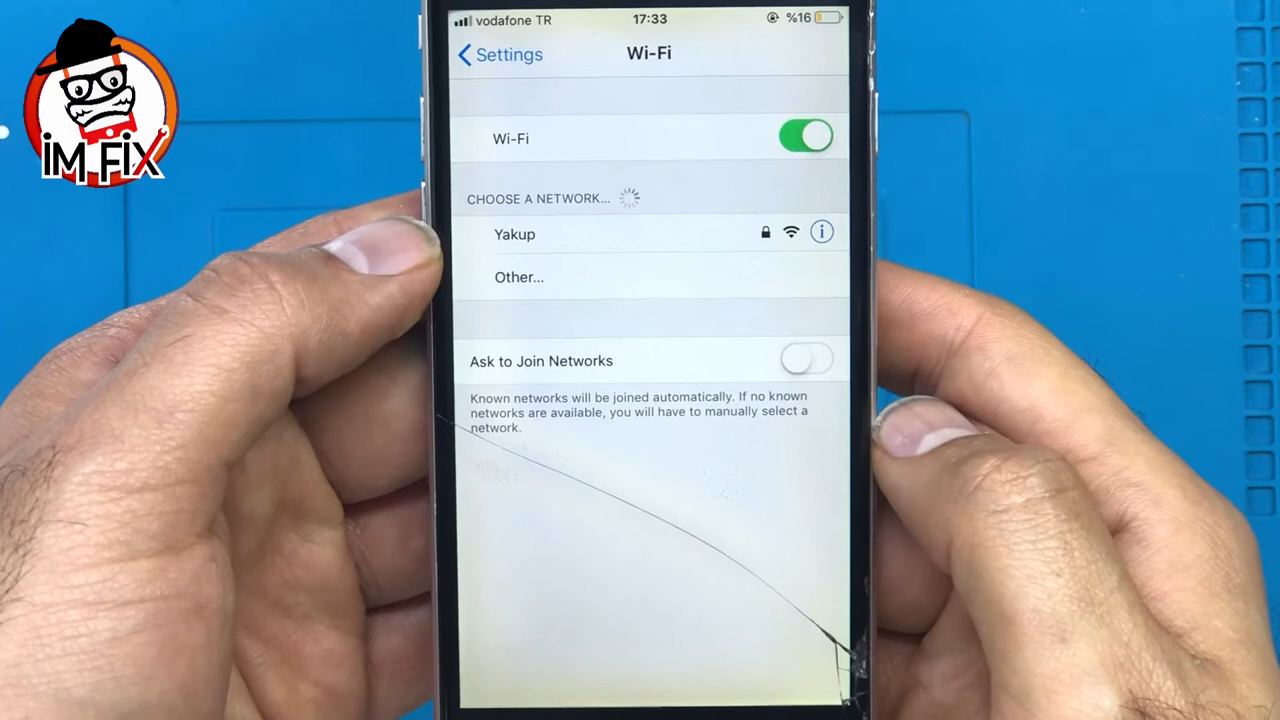 vodafone TR 17:33 %16
Settings Wi-Fi
Wi-Fi
CHOOSE A NETWORK...
Yakup
Other...
Ask to Join Networks
Known networks will be joined automatically. If no known
networks are available, you will have to manually select a
network.
iM FiX